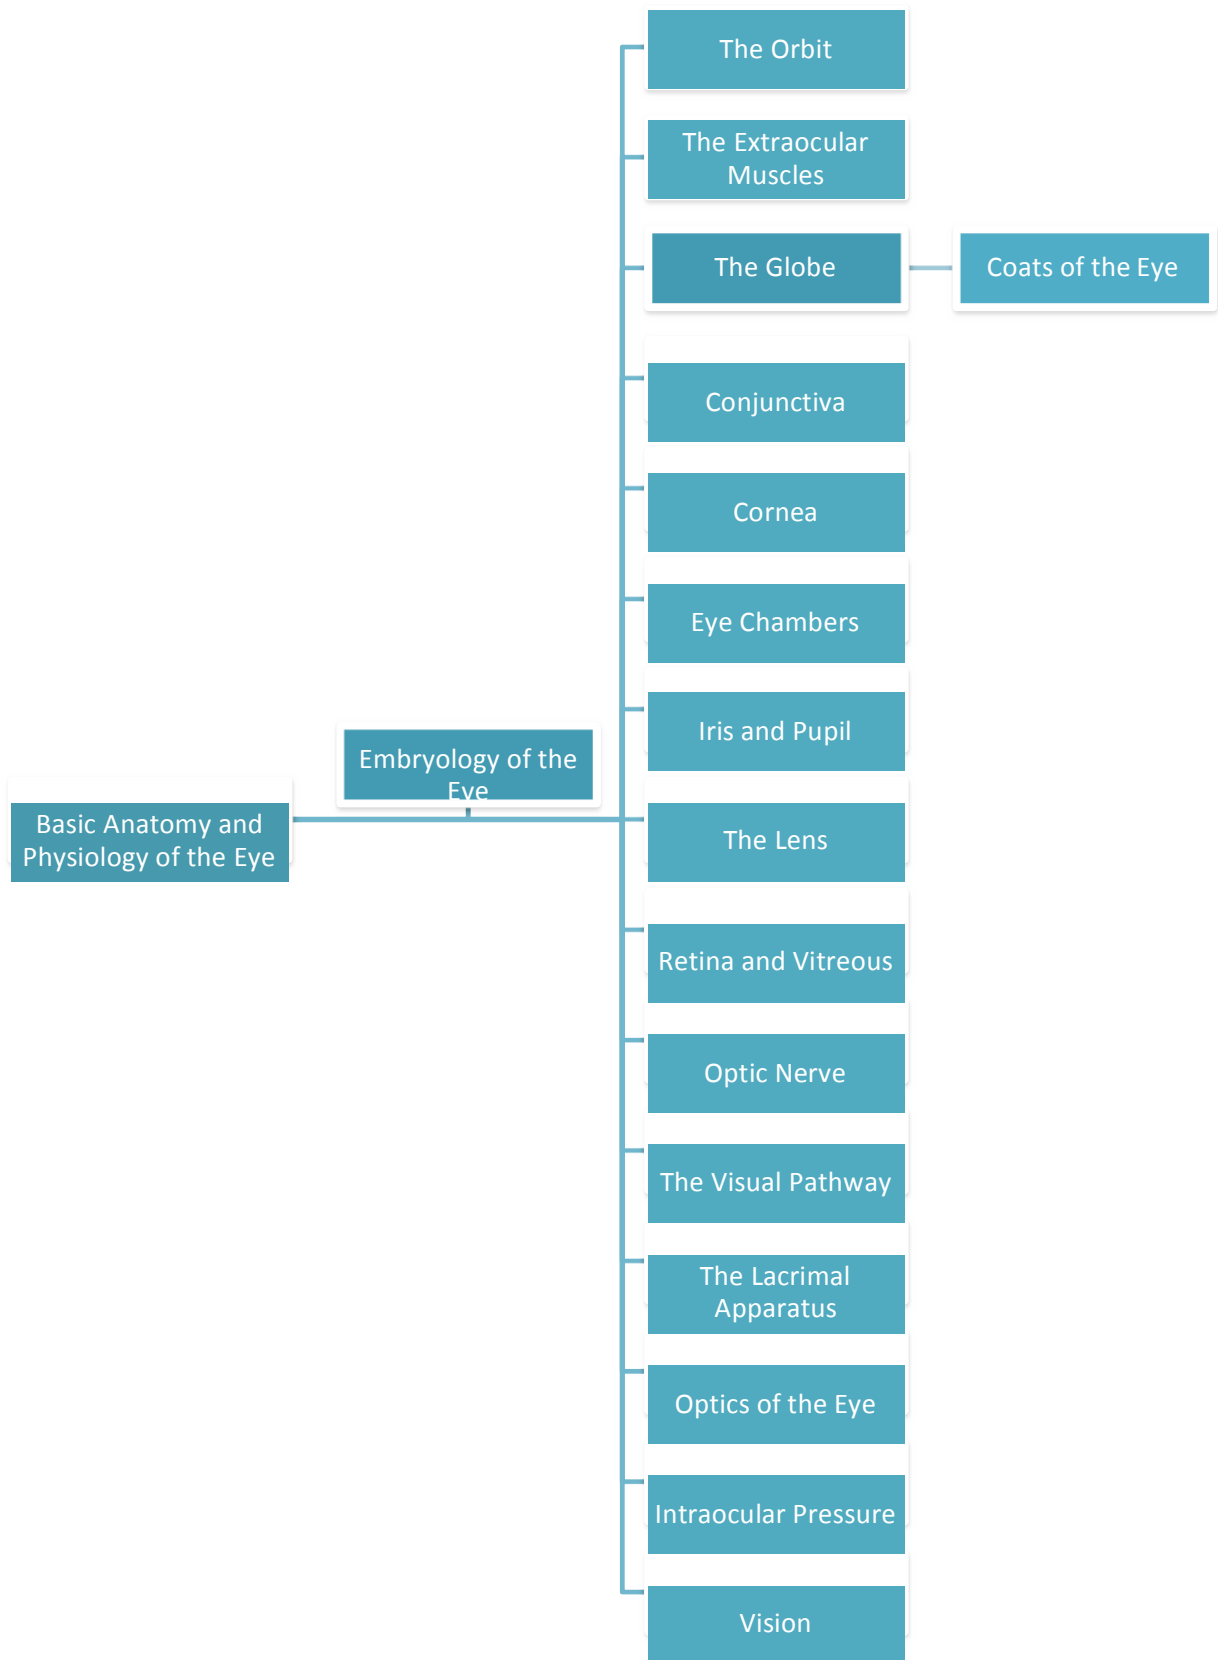 The Orbit
The Extraocular
Muscles
The Globe
Coats of the Eye
Conjunctiva
Cornea
Eye Chambers
Iris and Pupil
Embryology of the
Eye
Basic Anatomy and
Physiology of the Eye
The Lens
Retina and Vitreous
Optic Nerve
The Visual Pathway
The Lacrimal
Apparatus
Optics of the Eye
Intraocular Pressure
Vision